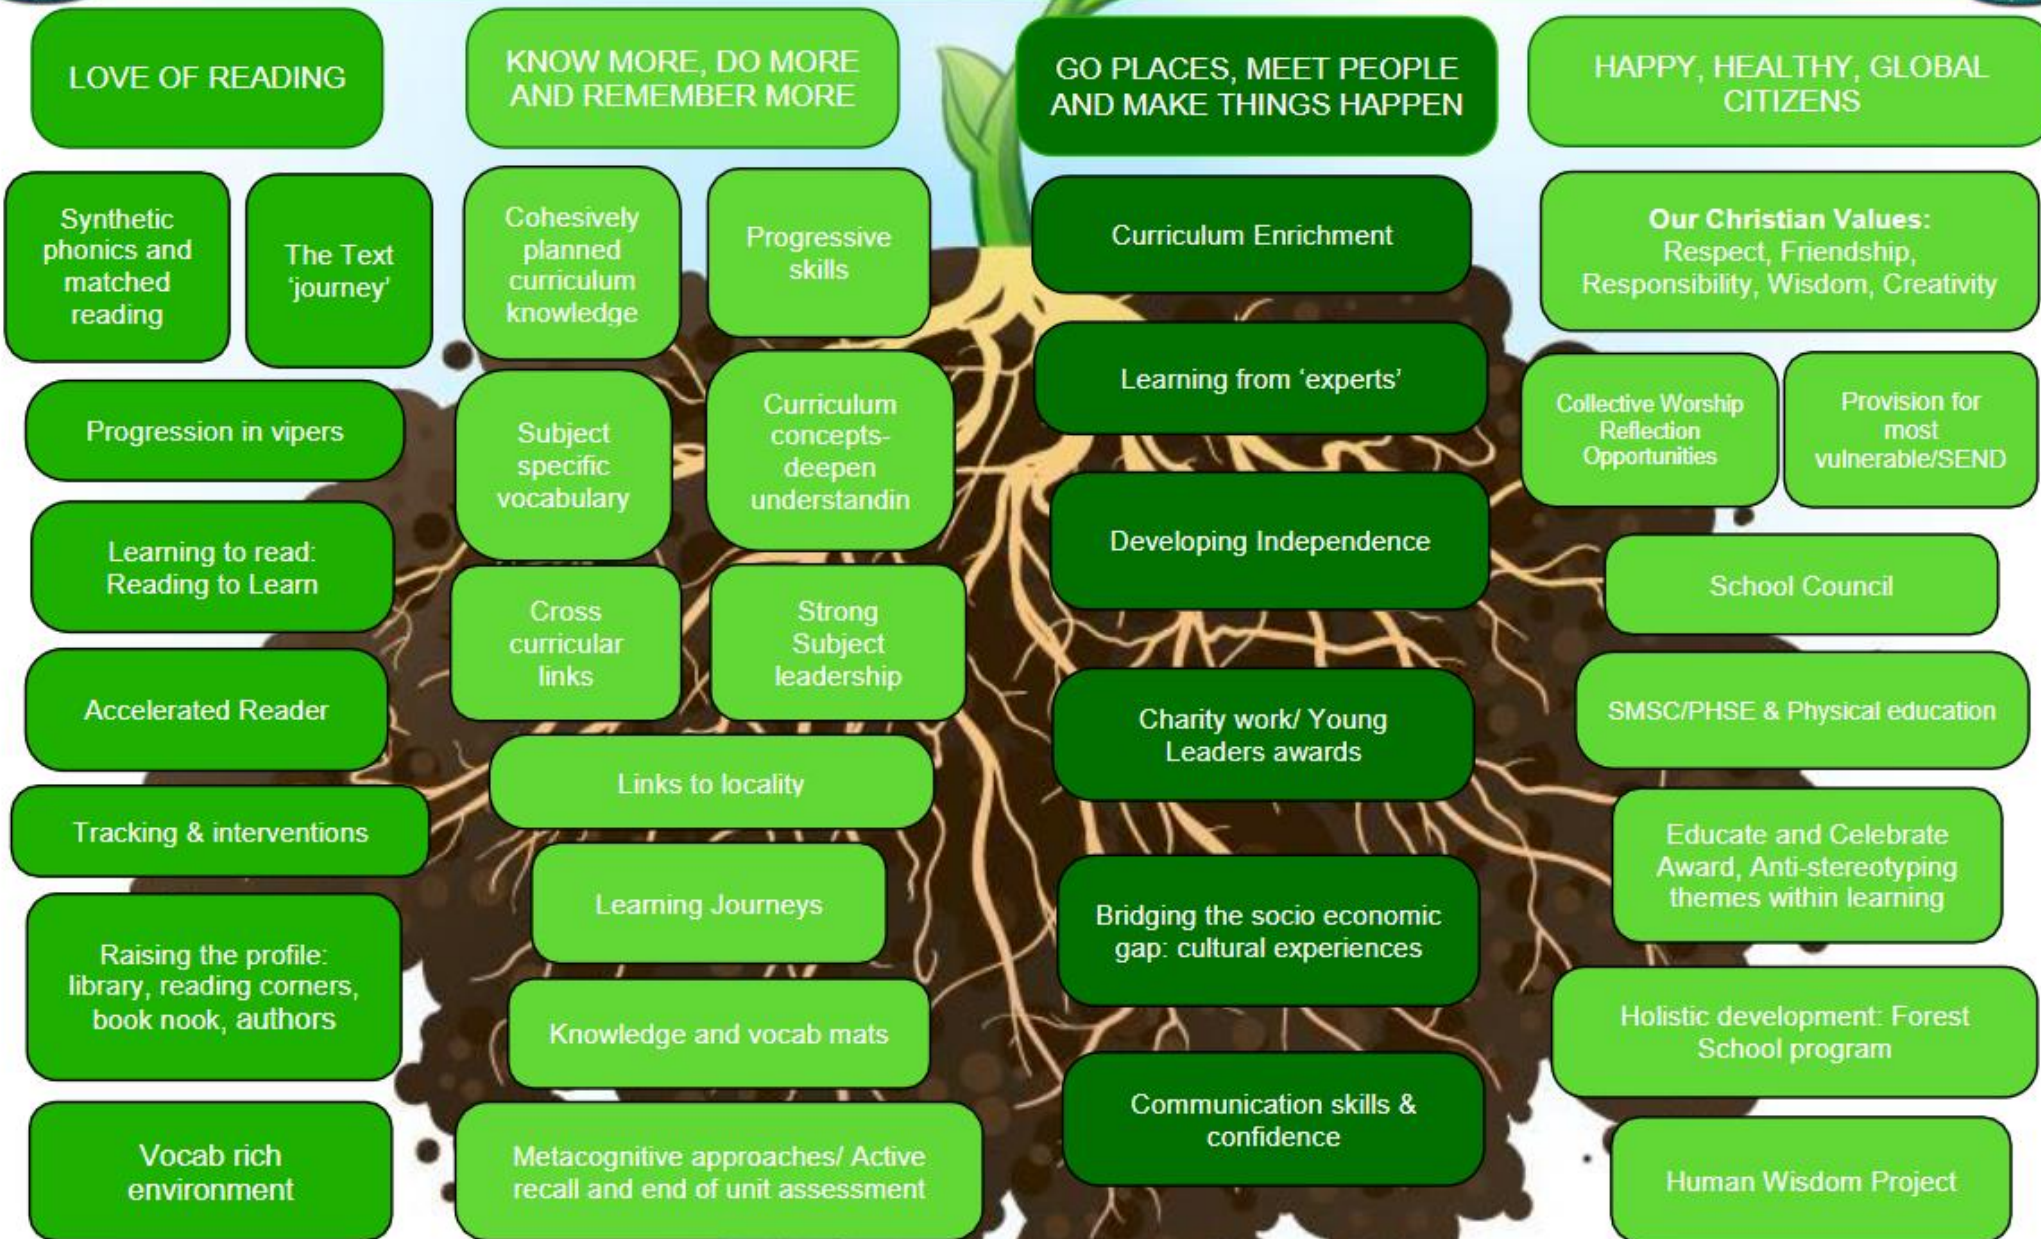 LOVE OF READING
Synthetic
phonics and
matched
reading
The Text
‘journey’
Progression in vipers
Learning to read:
Reading to Learn
Accelerated Reader
Tracking & interventions
Raising the profile:
library, reading corners,
book nook, authors
Vocab rich
environment
KNOW MORE, DO MORE
AND REMEMBER MORE
Cohesively
planned
curriculum
knowledge
Progressive
skills
Subject
specific
vocabulary
Curriculum
concepts-
deepen
understandin
Cross
curricular
links
Strong
Subject
leadership
Links to locality
Learning Journeys
Knowledge and vocab mats
Metacognitive approaches/ Active
recall and end of unit assessment
GO PLACES, MEET PEOPLE
AND MAKE THINGS HAPPEN
Curriculum Enrichment
Learning from ‘experts’
Developing Independence
Charity work/ Young
Leaders awards
Bridging the socio economic
gap: cultural experiences
Communication skills &
confidence
HAPPY, HEALTHY, GLOBAL
CITIZENS
Our Christian Values:
Respect, Friendship,
Responsibility, Wisdom, Creativity
Collective Worship
Reflection
Opportunities
Provision for
most
vulnerable/SEND
School Council
SMSC/PHSE & Physical education
Educate and Celebrate
Award, Anti-stereotyping
themes within learning
Holistic development: Forest
School program
Human Wisdom Project